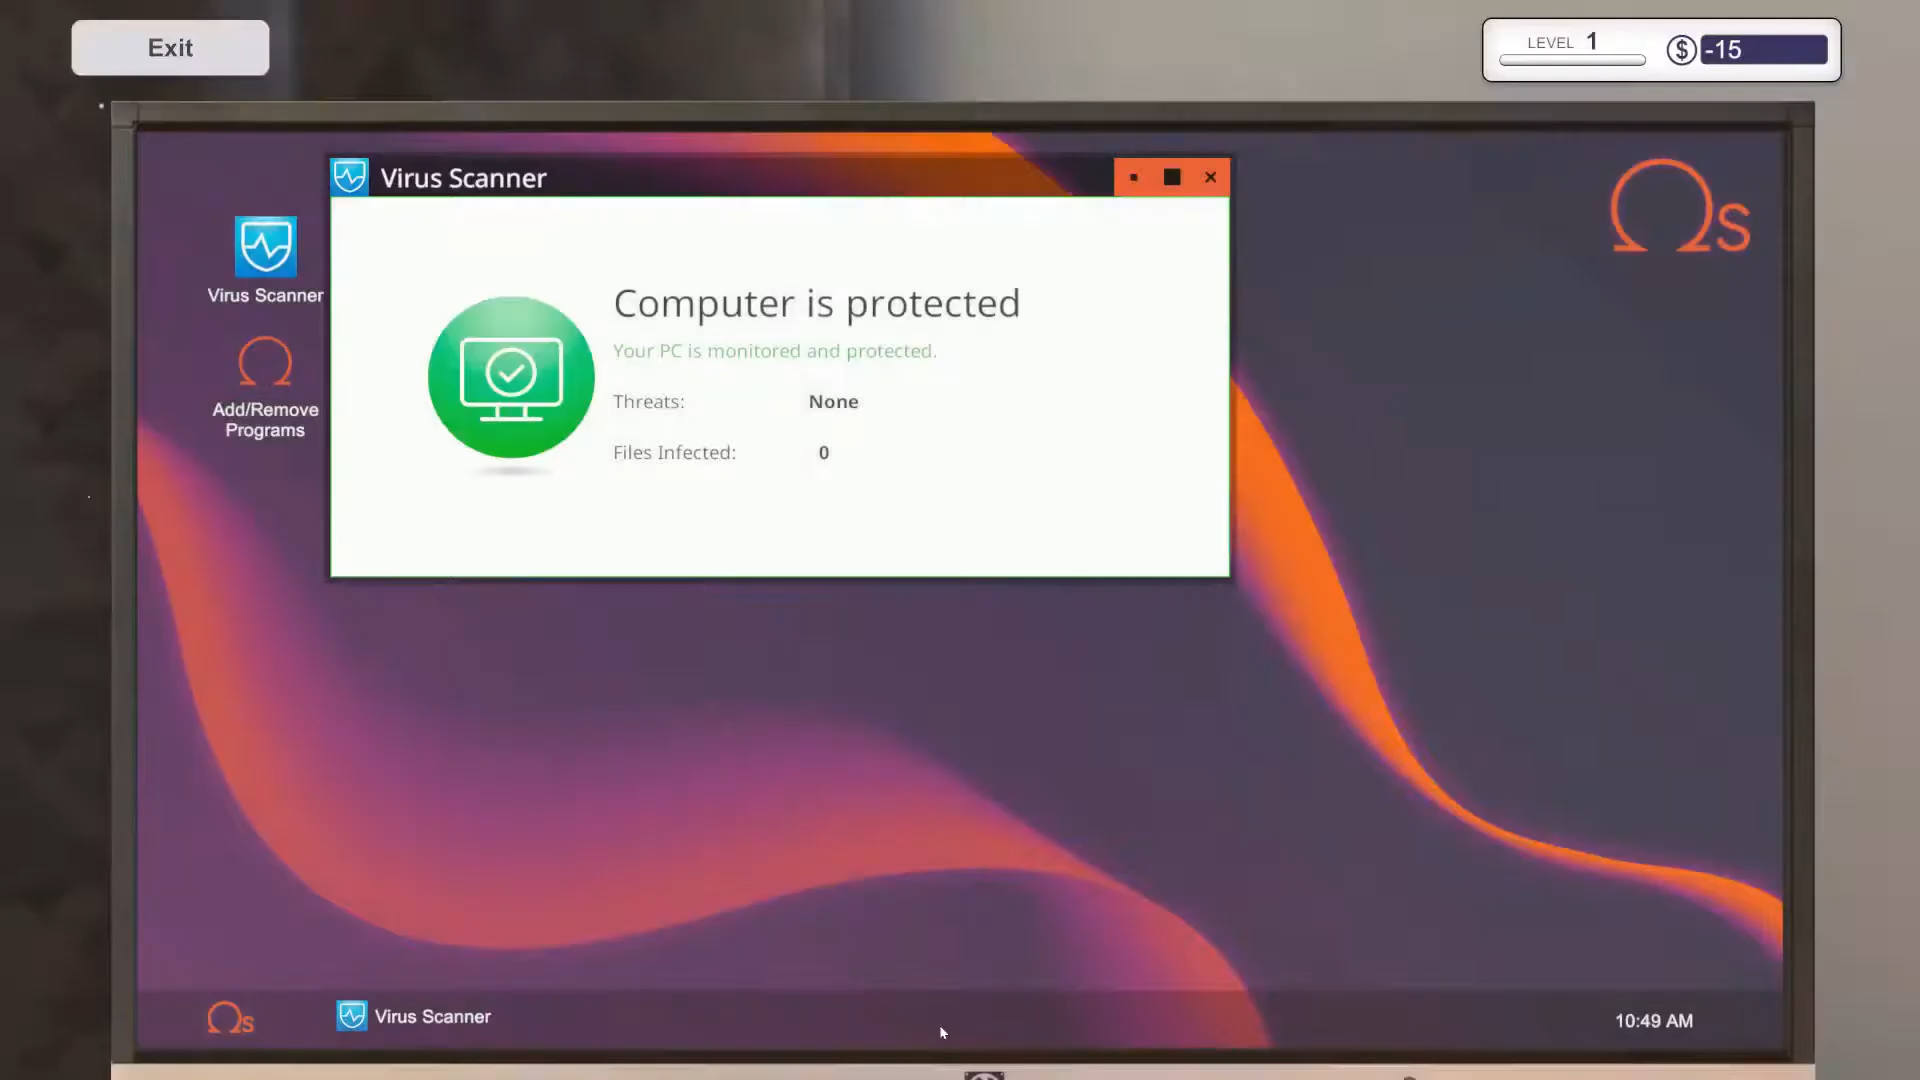 Exit
LEVEL 1
$ -15
Virus Scanner
Ωs
Virus Scanner
Add/Remove
Programs
Computer is protected
Your PC is monitored and protected.
Threats: None
Files Infected: 0
Ωs
Virus Scanner
10:49 AM